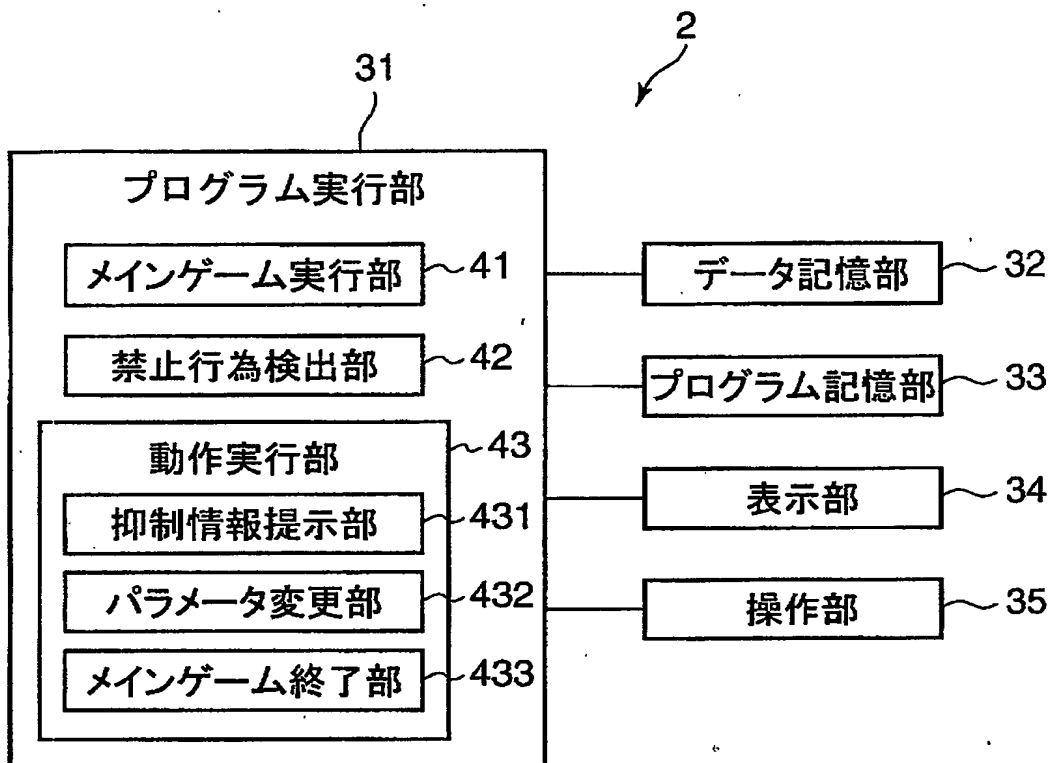 2
31
プログラム実行部
メインゲーム実行部 41
データ記憶部 32
禁止行為検出部 42
プログラム記憶部 33
動作実行部 43
表示部 34
抑制情報提示部 431
パラメータ変更部 432
操作部 35
メインゲーム終了部 433